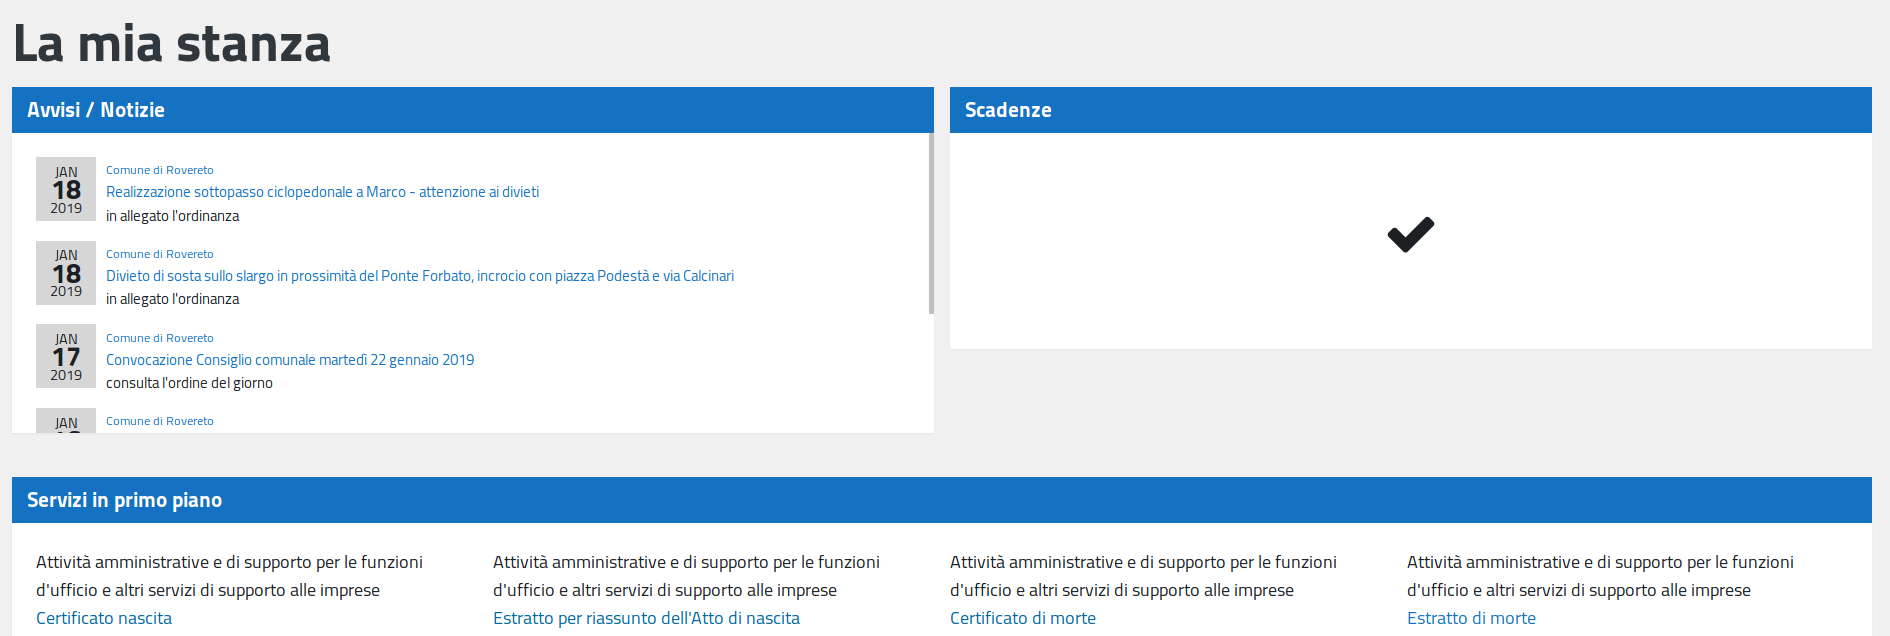 La mia stanza
Avvisi / Notizie
JAN
18
2019
Comune di Rovereto
Realizzazione sottopasso ciclopedonale a Marco - attenzione ai divieti
in allegato l'ordinanza
JAN
18
2019
Comune di Rovereto
Divieto di sosta sullo slargo in prossimità del Ponte Forbato, incrocio con piazza Podestà e via Calcinari
in allegato l'ordinanza
JAN
17
2019
Comune di Rovereto
Convocazione Consiglio comunale martedì 22 gennaio 2019
consulta l'ordine del giorno
JAN
Comune di Rovereto
Scadenze
Servizi in primo piano
Attività amministrative e di supporto per le funzioni
d'ufficio e altri servizi di supporto alle imprese
Certificato nascita
Attività amministrative e di supporto per le funzioni
d'ufficio e altri servizi di supporto alle imprese
Estratto per riassunto dell'Atto di nascita
Attività amministrative e di supporto per le funzioni
d'ufficio e altri servizi di supporto alle imprese
Certificato di morte
Attività amministrative e di supporto per le funzioni
d'ufficio e altri servizi di supporto alle imprese
Estratto di morte